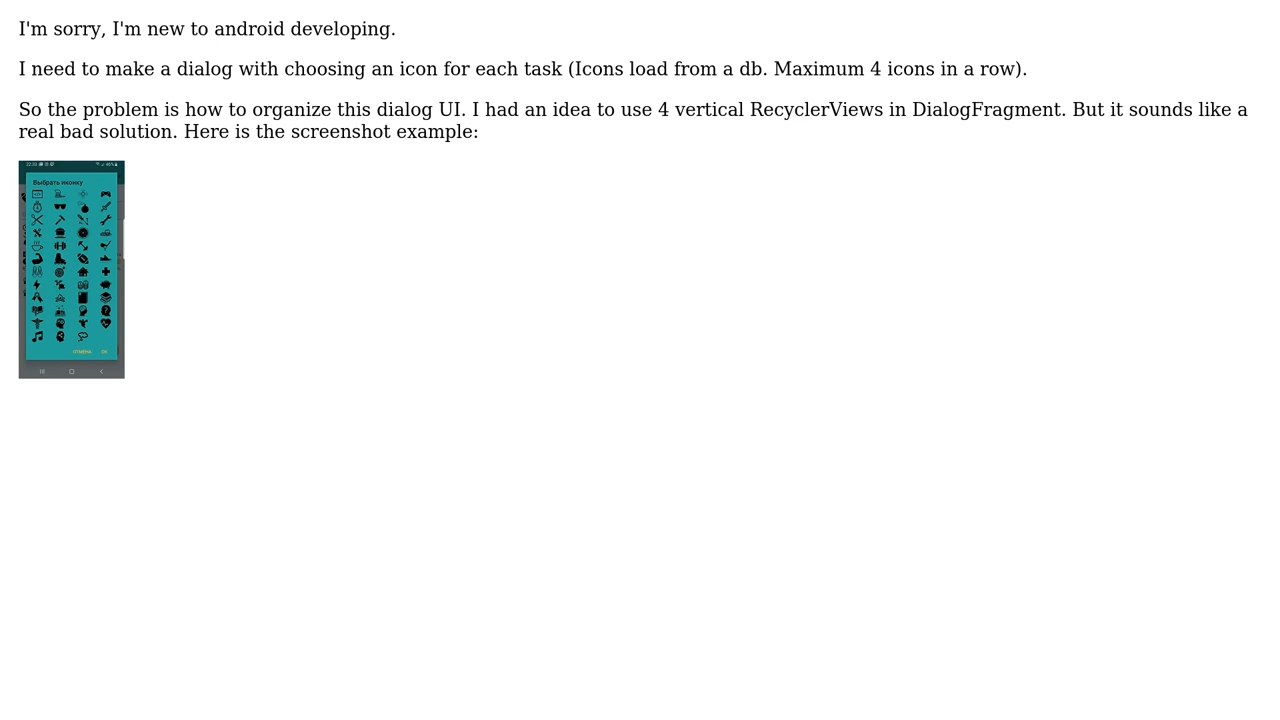 I'm sorry, I'm new to android developing.
I need to make a dialog with choosing an icon for each task (Icons load from a db. Maximum 4 icons in a row).
So the problem is how to organize this dialog UI. I had an idea to use 4 vertical RecyclerViews in DialogFragment. But it sounds like a
real bad solution. Here is the screenshot example:
Выбрать иконку
ОТМЕНА ОК